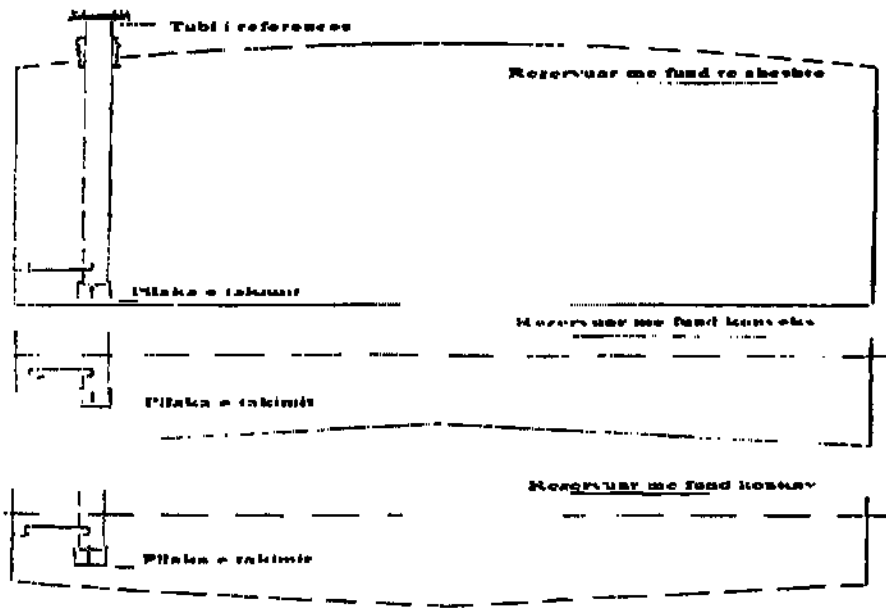 Tubi i references
Rezervuar me fund te sheshte
Pllaka e takimit
Rezervuar me fund konveks
Pllaka e takimit
Rezervuar me fund konkav
Pllaka e takimit